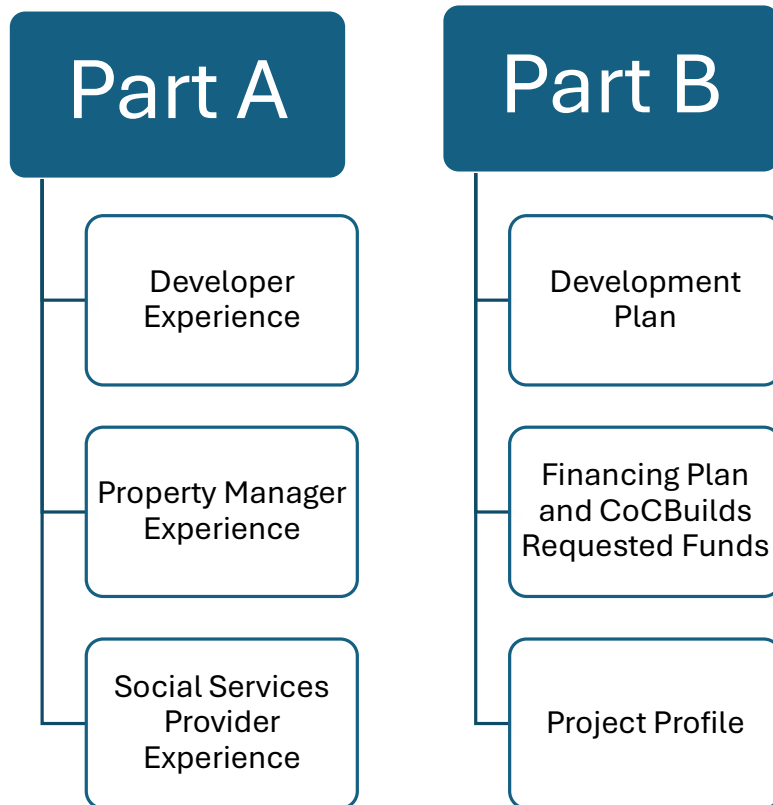 Part A
Developer
Experience
Property Manager
Experience
Social Services
Provider
Experience
Part B
Development
Plan
Financing Plan
and CoCBuilds
Requested Funds
Project Profile